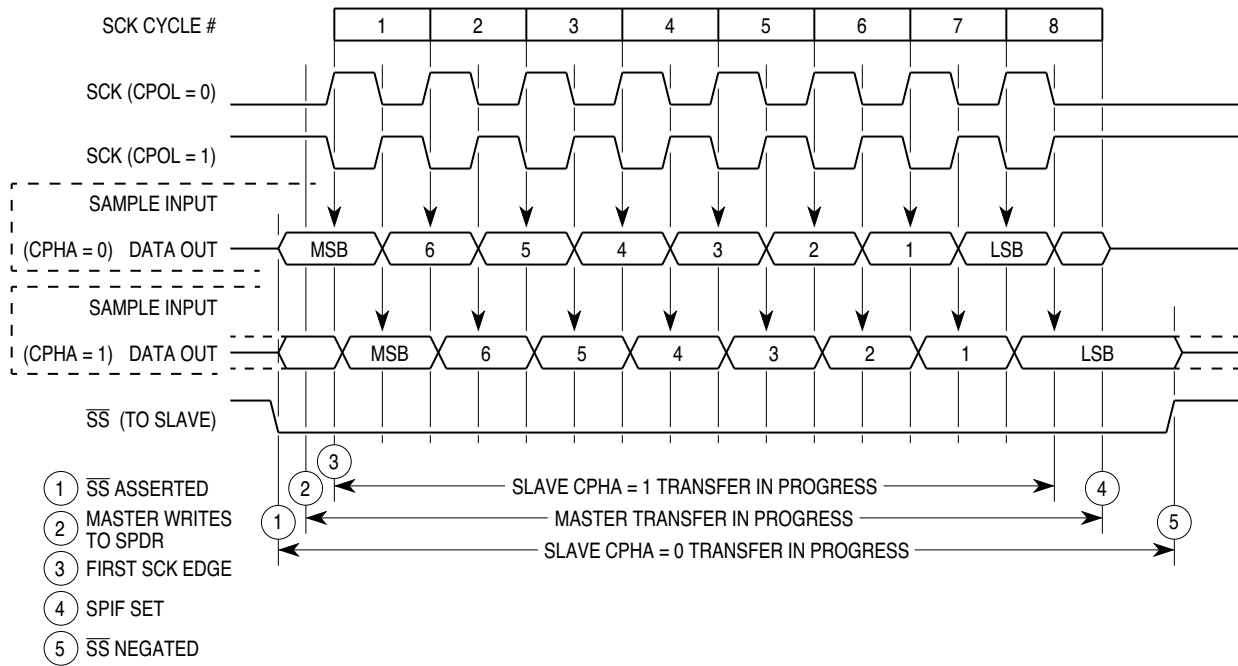 SCK CYCLE # 1 2 3 4 5 6 7 8
SCK (CPOL = 0)
SCK (CPOL = 1)
SAMPLE INPUT
(CPHA = 0) DATA OUT MSB 6 5 4 3 2 1 LSB
SAMPLE INPUT
(CPHA = 1) DATA OUT MSB 6 5 4 3 2 1 LSB
S̅S̅ (TO SLAVE)
3
1 S̅S̅ ASSERTED
2 SLAVE CPHA = 1 TRANSFER IN PROGRESS 4
2 MASTER WRITES
TO SPDR
1 MASTER TRANSFER IN PROGRESS 5
SLAVE CPHA = 0 TRANSFER IN PROGRESS
3 FIRST SCK EDGE
4 SPIF SET
5 S̅S̅ NEGATED